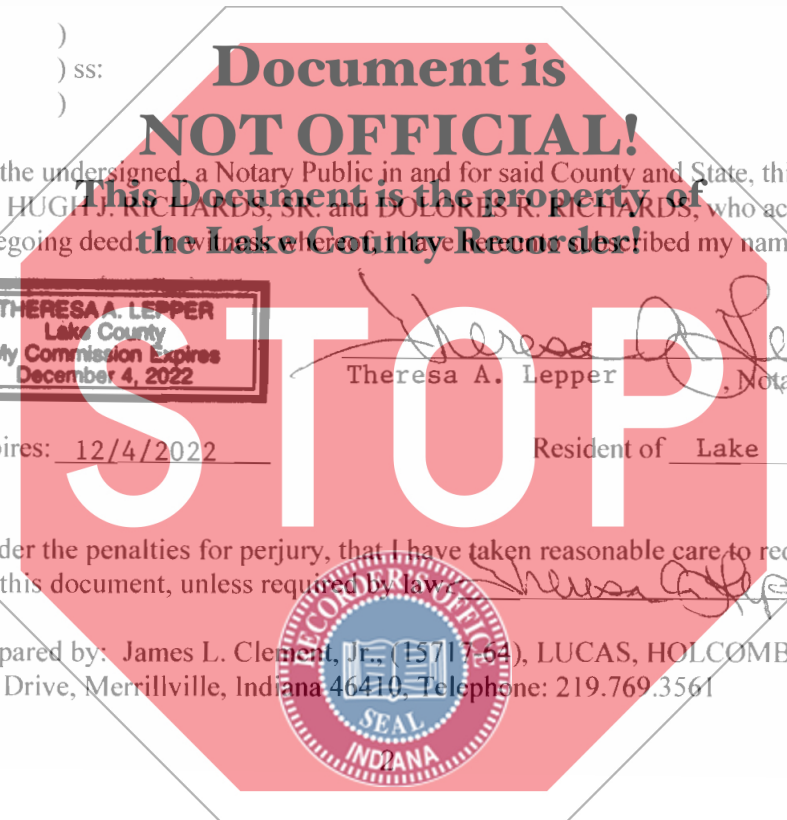 )
) ss:
)
Document is
NOT OFFICIAL!
the undersigned, a Notary Public in and for said County and State, thi
This Document is the property of
HUGH J. RICHARDS, SR. and DOLORES R. RICHARDS, who ac
the Lake County Recorder!
egoing deed. In witness whereof, I have hereunto subscribed my nam
THERESA A. LEPPER
Lake County
My Commission Expires
December 4, 2022
STOP
Theresa A. Le
Theresa A. Lepper , Nota
ires: 12/4/2022 Resident of Lake
der the penalties for perjury, that I have taken reasonable care to red
this document, unless required by law. Theresa A. Lep
pared by: James L. Clement, Jr., (15717-64), LUCAS, HOLCOMB
Drive, Merrillville, Indiana 46410, Telephone: 219.769.3561
RECORDER'S OFFICE
SEAL
INDIANA
2